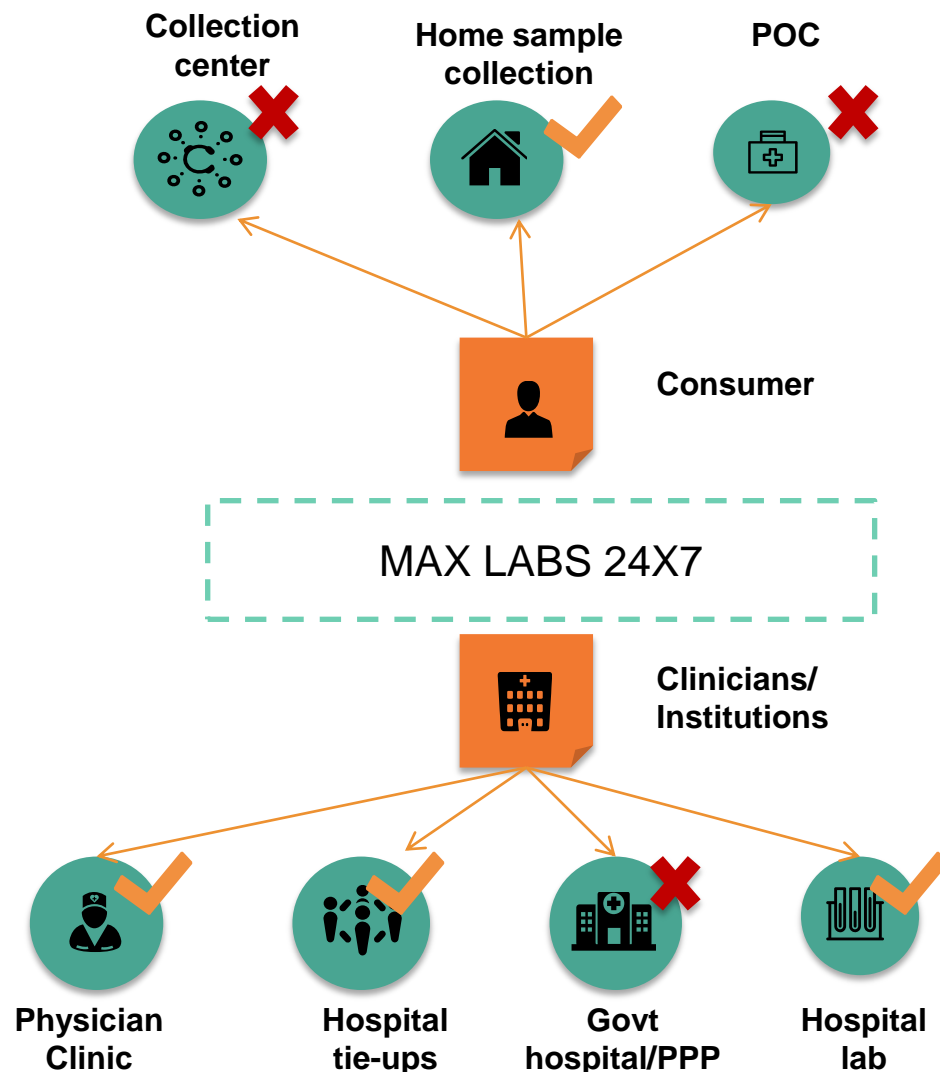 Collection
center
Home sample
collection
POC
Consumer
MAX LABS 24X7
Clinicians/
Institutions
Physician
Clinic
Hospital
tie-ups
Govt
hospital/PPP
Hospital
lab